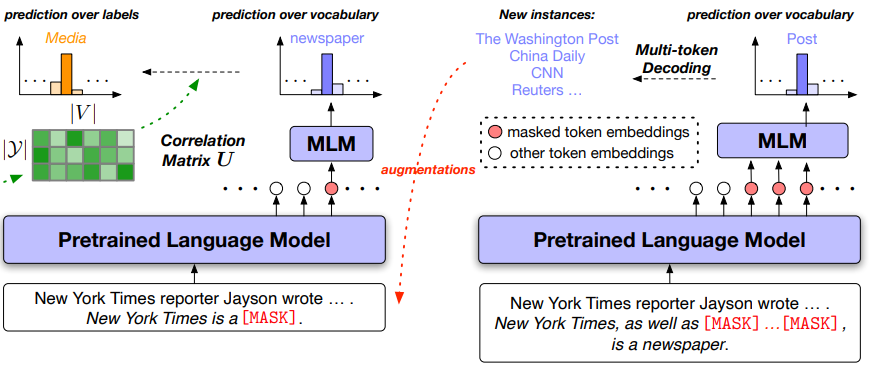 prediction over labels
Media
. . .
. . .
prediction over vocabulary
newspaper
. . .
. . .
|V|
|𝒴|
Correlation
Matrix U
MLM
. . .
. . .
Pretrained Language Model
New York Times reporter Jayson wrote … .
New York Times is a [MASK].
augmentations
New instances:
The Washington Post
China Daily
CNN
Reuters …
Multi-token
Decoding
prediction over vocabulary
Post
. . .
. . .
masked token embeddings
other token embeddings
MLM
. . .
. . .
Pretrained Language Model
New York Times reporter Jayson wrote … .
New York Times, as well as [MASK] …[MASK] ,
is a newspaper.